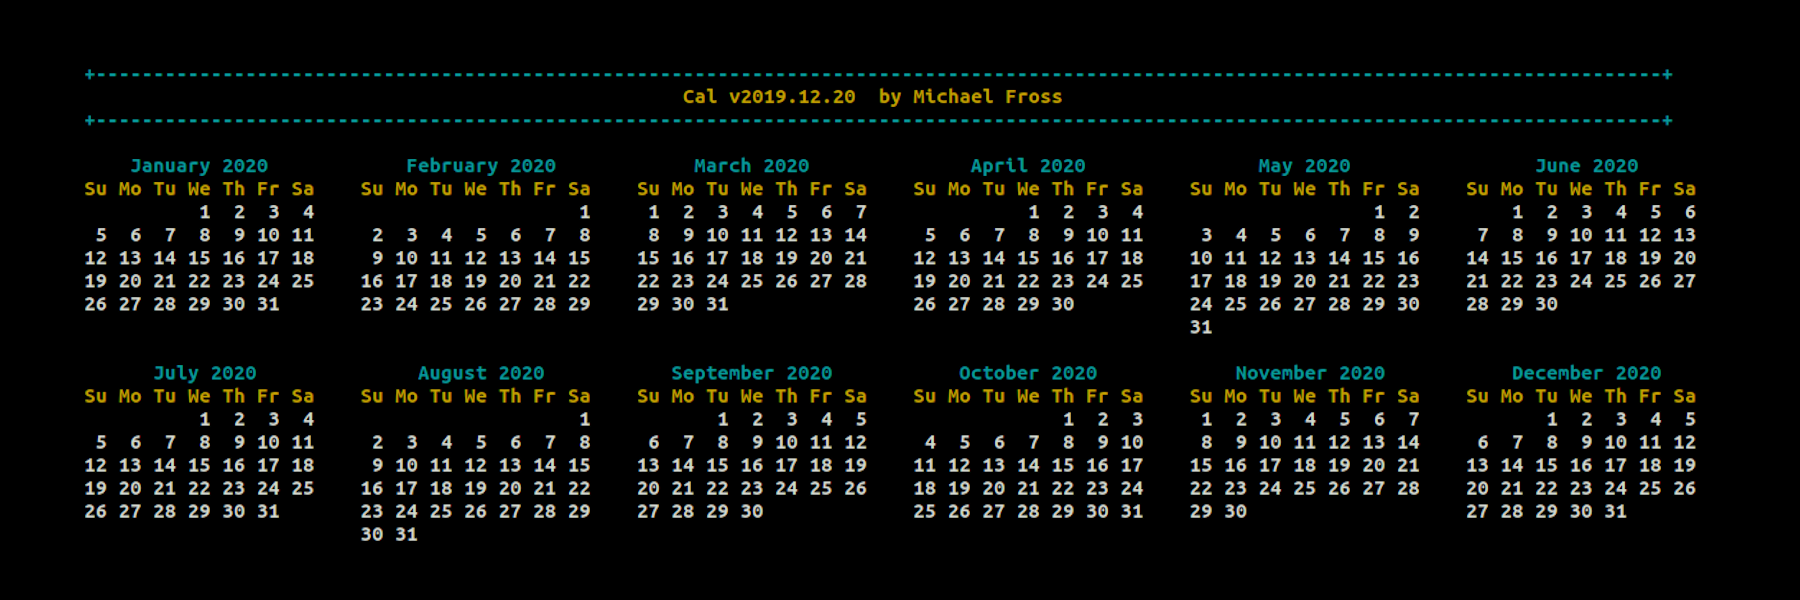 +----------------------------------------------------------------------------------------------------------------------------------------+
Cal v2019.12.20  by Michael Fross
+----------------------------------------------------------------------------------------------------------------------------------------+
    January 2020            February 2020            March 2020              April 2020               May 2020                June 2020
Su Mo Tu We Th Fr Sa    Su Mo Tu We Th Fr Sa    Su Mo Tu We Th Fr Sa    Su Mo Tu We Th Fr Sa    Su Mo Tu We Th Fr Sa    Su Mo Tu We Th Fr Sa
          1  2  3  4                       1     1  2  3  4  5  6  7              1  2  3  4                    1  2        1  2  3  4  5  6
 5  6  7  8  9 10 11     2  3  4  5  6  7  8     8  9 10 11 12 13 14     5  6  7  8  9 10 11     3  4  5  6  7  8  9     7  8  9 10 11 12 13
12 13 14 15 16 17 18     9 10 11 12 13 14 15    15 16 17 18 19 20 21    12 13 14 15 16 17 18    10 11 12 13 14 15 16    14 15 16 17 18 19 20
19 20 21 22 23 24 25    16 17 18 19 20 21 22    22 23 24 25 26 27 28    19 20 21 22 23 24 25    17 18 19 20 21 22 23    21 22 23 24 25 26 27
26 27 28 29 30 31       23 24 25 26 27 28 29    29 30 31                26 27 28 29 30          24 25 26 27 28 29 30    28 29 30
                                                                                                31
      July 2020              August 2020           September 2020           October 2020            November 2020           December 2020
Su Mo Tu We Th Fr Sa    Su Mo Tu We Th Fr Sa    Su Mo Tu We Th Fr Sa    Su Mo Tu We Th Fr Sa    Su Mo Tu We Th Fr Sa    Su Mo Tu We Th Fr Sa
          1  2  3  4                       1           1  2  3  4  5                 1  2  3     1  2  3  4  5  6  7           1  2  3  4  5
 5  6  7  8  9 10 11     2  3  4  5  6  7  8     6  7  8  9 10 11 12     4  5  6  7  8  9 10     8  9 10 11 12 13 14     6  7  8  9 10 11 12
12 13 14 15 16 17 18     9 10 11 12 13 14 15    13 14 15 16 17 18 19    11 12 13 14 15 16 17    15 16 17 18 19 20 21    13 14 15 16 17 18 19
19 20 21 22 23 24 25    16 17 18 19 20 21 22    20 21 22 23 24 25 26    18 19 20 21 22 23 24    22 23 24 25 26 27 28    20 21 22 23 24 25 26
26 27 28 29 30 31       23 24 25 26 27 28 29    27 28 29 30             25 26 27 28 29 30 31    29 30                   27 28 29 30 31
                        30 31